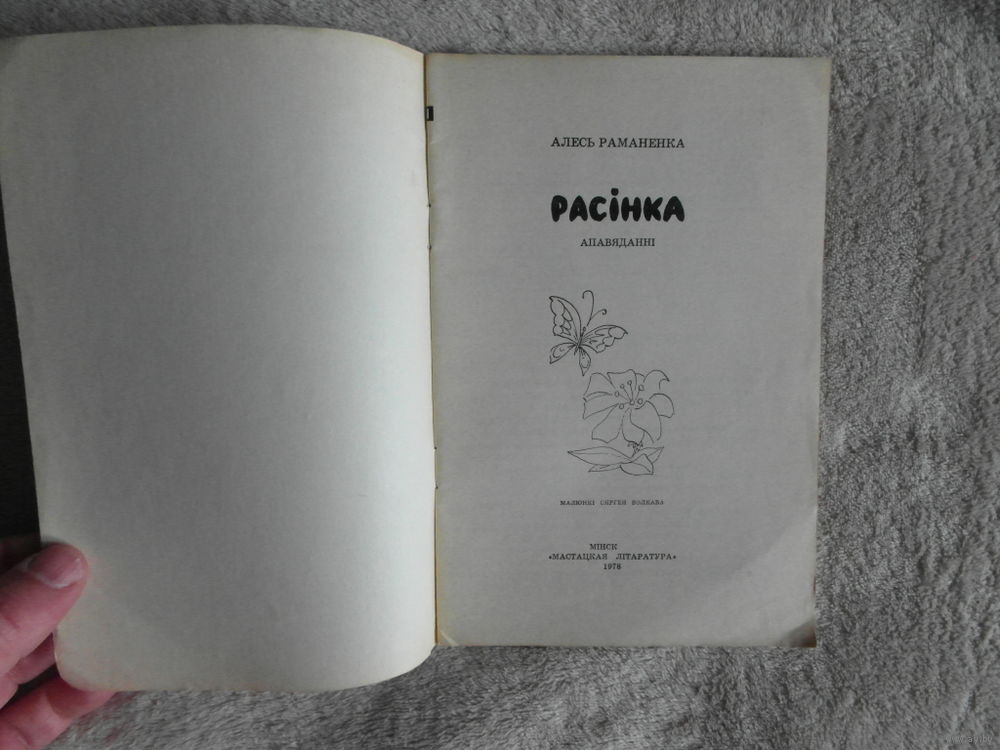 АЛЕСЬ РАМАНЕНКА
РАСІНКА
АПАВЯДАННІ
МАЛЮНКІ СЯРГЕЯ ВОЛКАВА
МІНСК
«МАСТАЦКАЯ ЛІТАРАТУРА»
1978